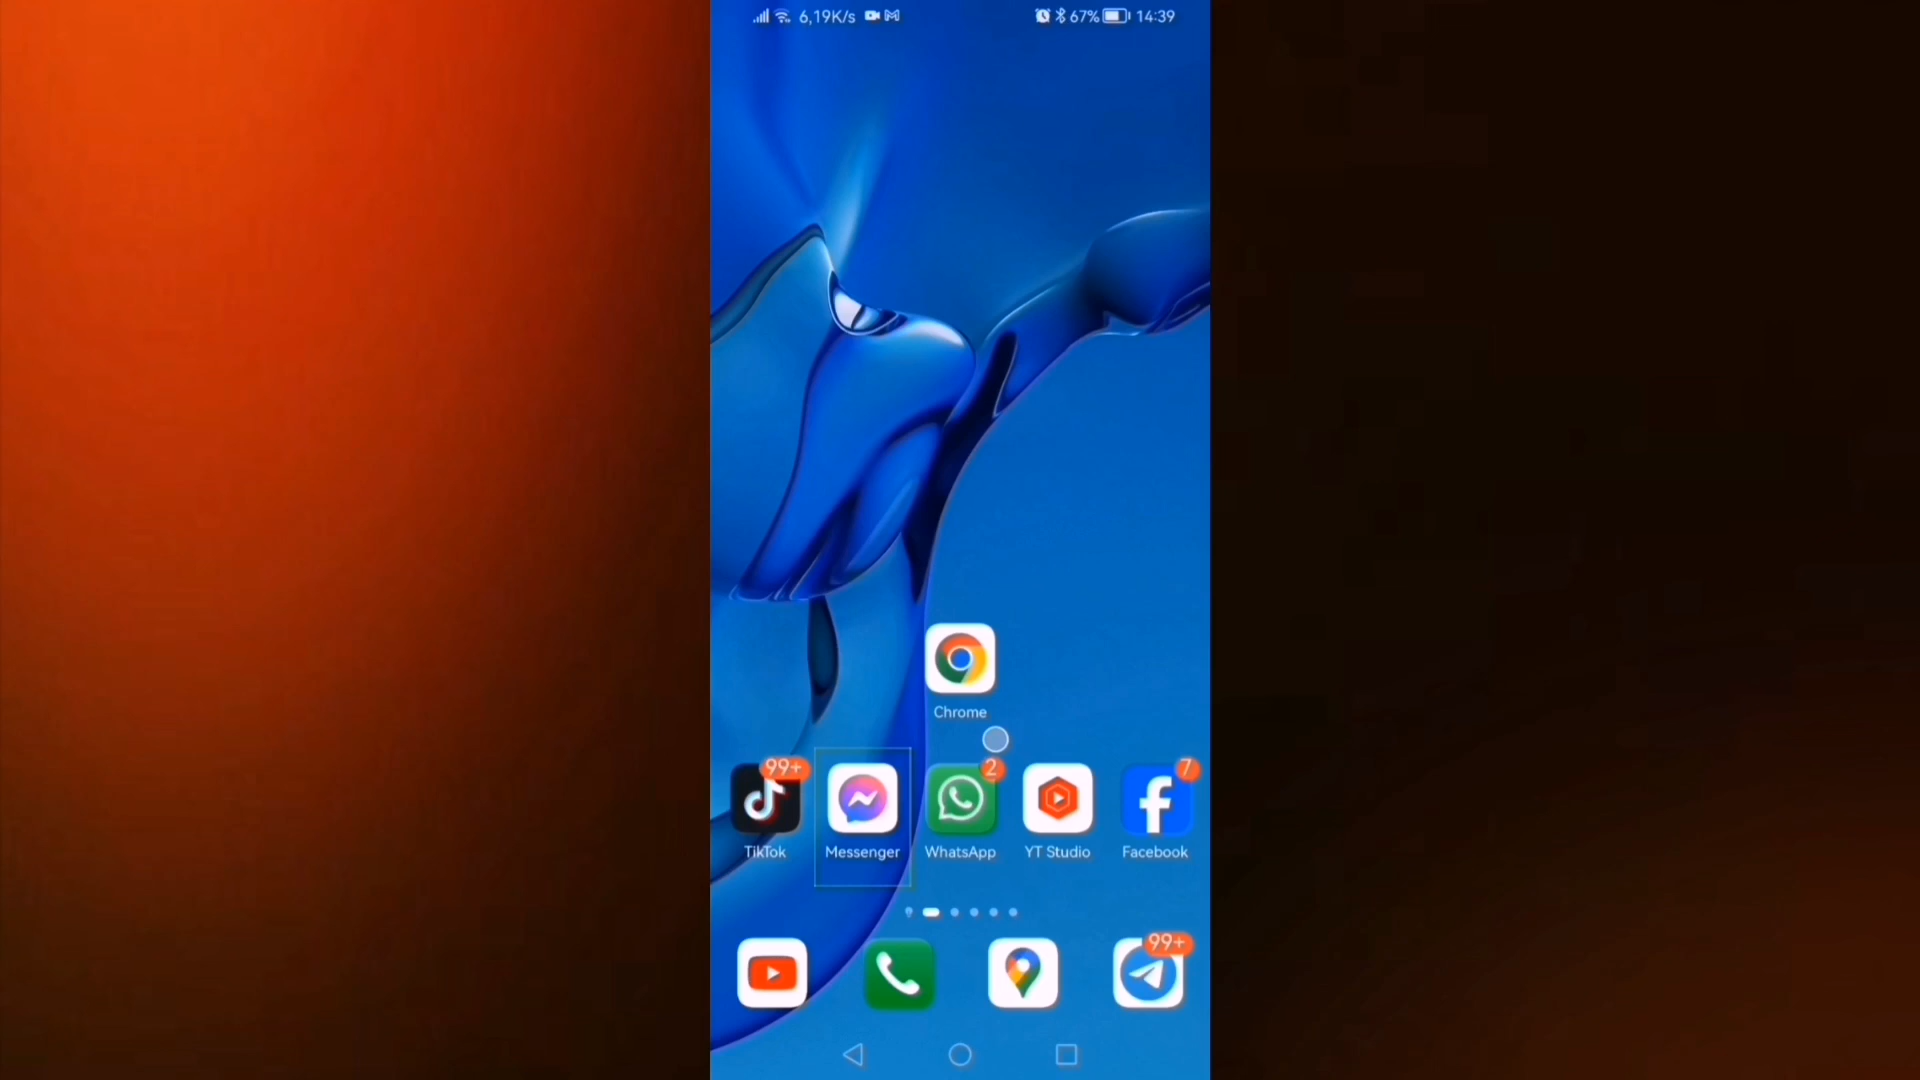 6,19K/s 67% 14:39
Chrome
99+ 2 7
TikTok Messenger WhatsApp YT Studio Facebook
99+